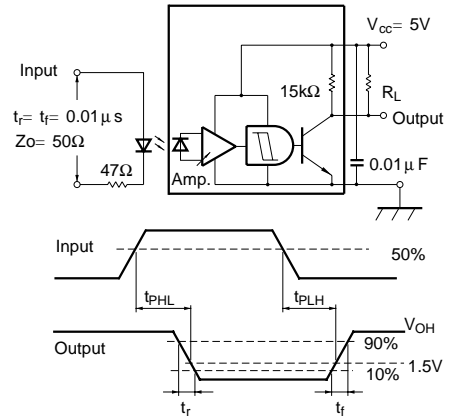 Vcc= 5V
Input
15kΩ
RL
tr= tf= 0.01μs
Output
Zo= 50Ω
47Ω
Amp.
0.01μF
Input
50%
tPHL
tPLH
VOH
Output
90%
1.5V
10%
tr
tf